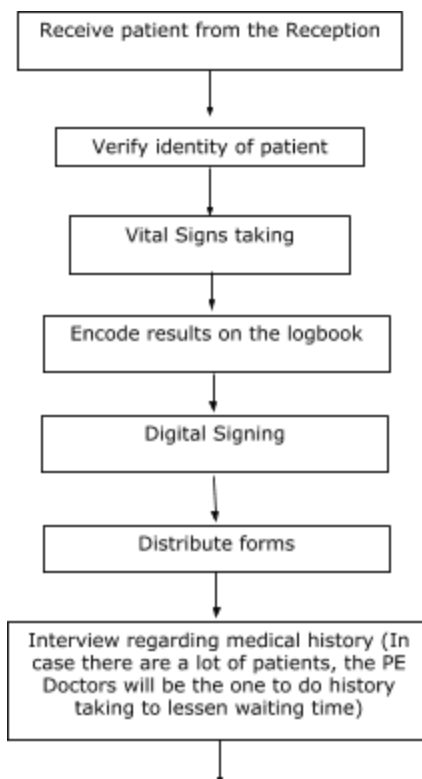 Receive patient from the Reception
Verify identity of patient
Vital Signs taking
Encode results on the logbook
Digital Signing
Distribute forms
Interview regarding medical history (In
case there are a lot of patients, the PE
Doctors will be the one to do history
taking to lessen waiting time)